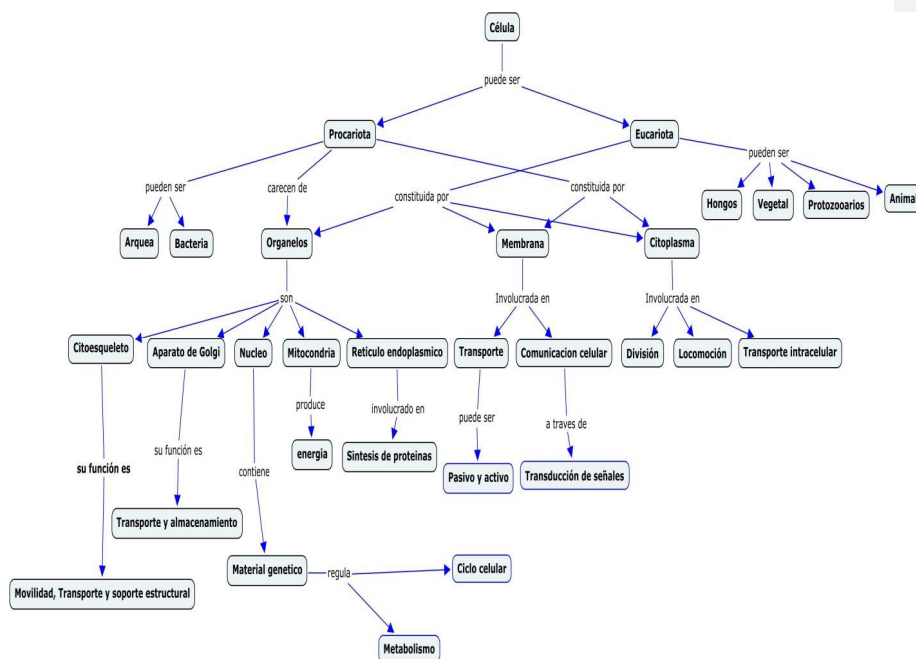 Célula
puede ser
Procariota
Eucariota
pueden ser
carecen de
constituida por
constituida por
pueden ser
Hongos
Vegetal
Protozooarios
Animal
Arquea
Bacteria
Organelos
Membrana
Citoplasma
son
Involucrada en
Involucrada en
Citoesqueleto
Aparato de Golgi
Nucleo
Mitocondria
Reticulo endoplasmico
Transporte
Comunicacion celular
División
Locomoción
Transporte intracelular
produce
involucrado en
puede ser
a traves de
su función es
su función es
contiene
energia
Sintesis de proteinas
Pasivo y activo
Transducción de señales
Transporte y almacenamiento
Material genetico
regula
Ciclo celular
Movilidad, Transporte y soporte estructural
Metabolismo